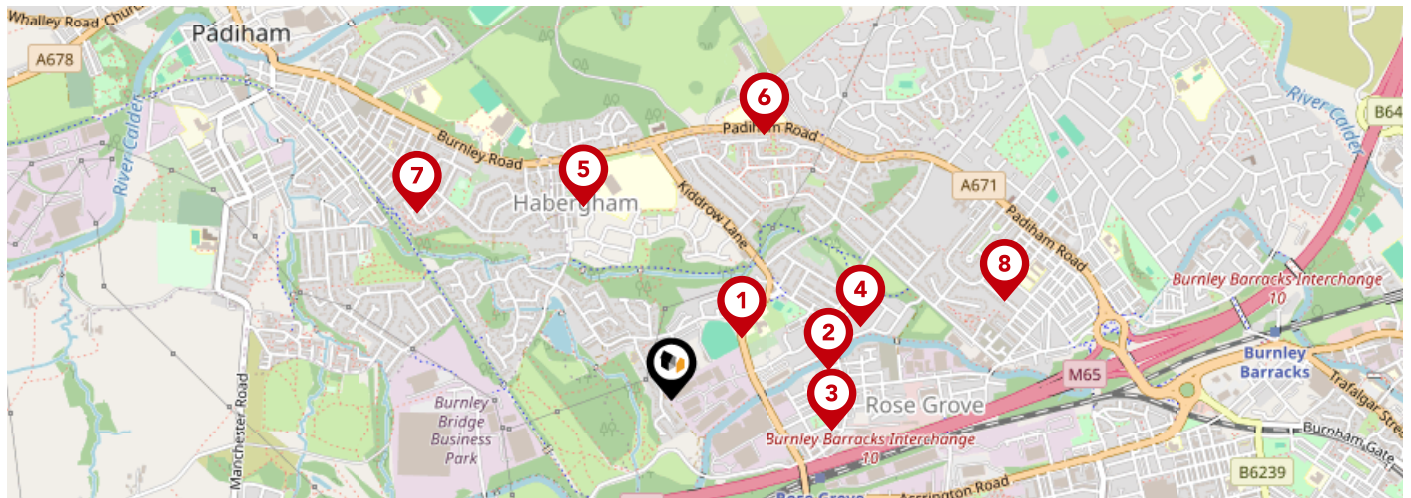 Whalley Road Church
Padiham
A678
River Calder
Burnley Road
Padiham Road
6
River Calder
B64
7
5
Habergham
Kiddrow Lane
A671
Padiham Road
8
1
4
2
3
Burnley Barracks Interchange
10
Burnley
Barracks
M65
Rose Grove
Burnley
Bridge
Business
Park
Manchester Road
Burnley Barracks Interchange
10
Trafalgar Stre
Burnham Gate
B6239
Accrington Road
Rose Grove